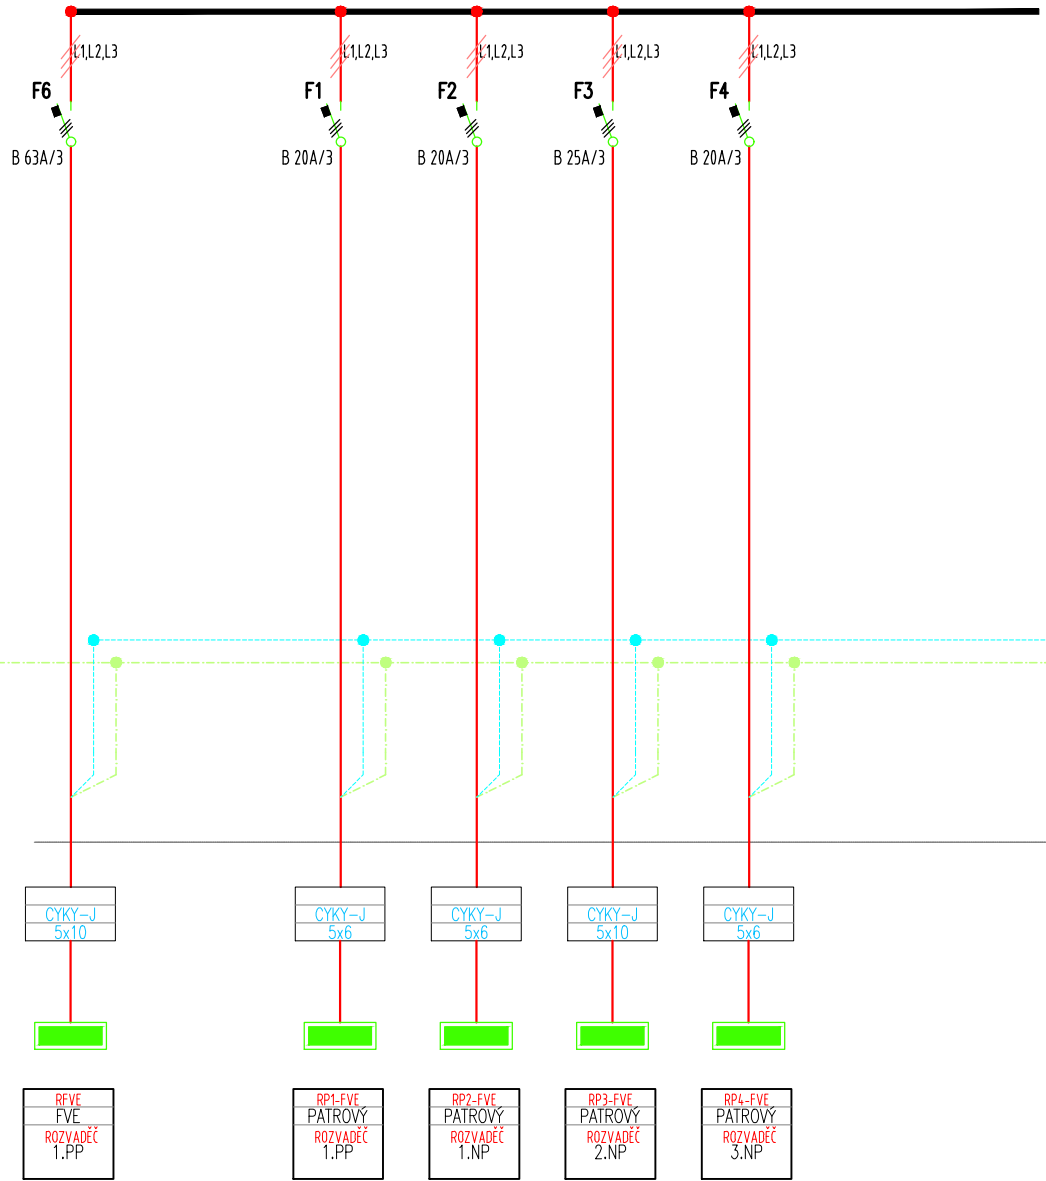 L1,L2,L3
L1,L2,L3
L1,L2,L3
L1,L2,L3
L1,L2,L3
F6
F1
F2
F3
F4
B 63A/3
B 20A/3
B 20A/3
B 25A/3
B 20A/3
CYKY-J
5x10
CYKY-J
5x6
CYKY-J
5x6
CYKY-J
5x10
CYKY-J
5x6
RFVE
FVE
ROZVADĚČ
1.PP
RP1-FVE
PATROVÝ
ROZVADĚČ
1.PP
RP2-FVE
PATROVÝ
ROZVADĚČ
1.NP
RP3-FVE
PATROVÝ
ROZVADĚČ
2.NP
RP4-FVE
PATROVÝ
ROZVADĚČ
3.NP